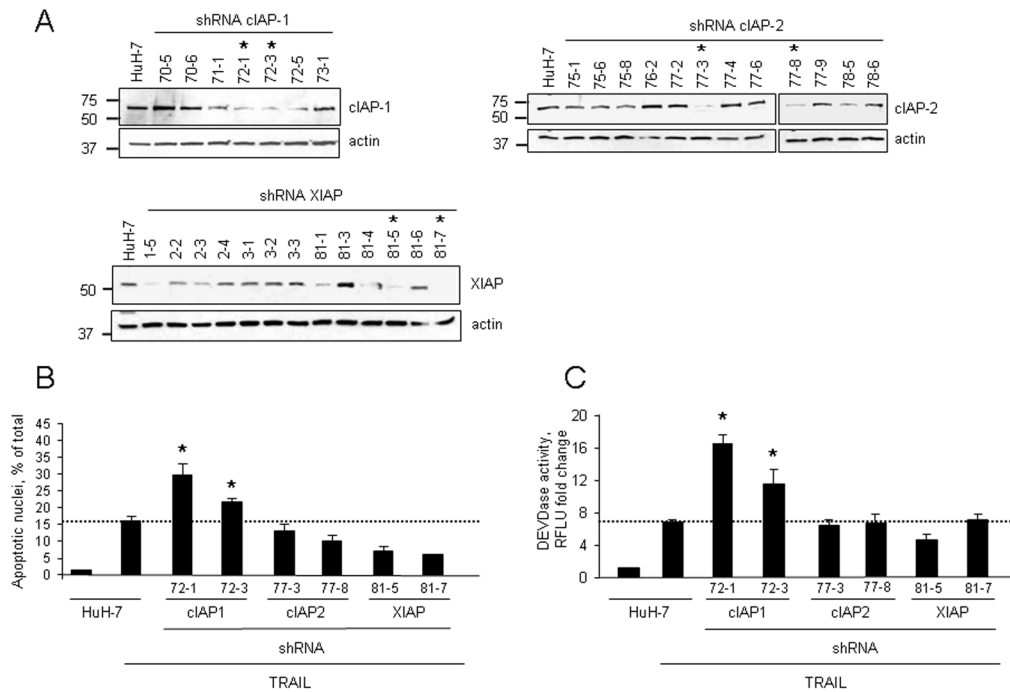 A
shRNA cIAP-1
* *
HuH-7 70-5 70-6 71-1 72-1 72-3 72-5 73-1
75
50
cIAP-1
37
actin
shRNA cIAP-2
* *
HuH-7 75-1 75-6 75-8 76-2 77-2 77-3 77-4 77-6 77-8 77-9 78-5 78-6
75
50
cIAP-2
37
actin
shRNA XIAP
* *
HuH-7 1-5 2-2 2-3 2-4 3-1 3-2 3-3 81-1 81-3 81-4 81-5 81-6 81-7
50
XIAP
37
actin
B
Apoptotic nuclei, % of total
45
40
35
30
25
20
15
10
5
0
* *
72-1 72-3 77-3 77-8 81-5 81-7
HuH-7 cIAP1 cIAP2 XIAP
shRNA
TRAIL
C
DEVDase activity,
RFLU fold change
20
16
12
8
4
0
* *
72-1 72-3 77-3 77-8 81-5 81-7
HuH-7 cIAP1 cIAP2 XIAP
shRNA
TRAIL